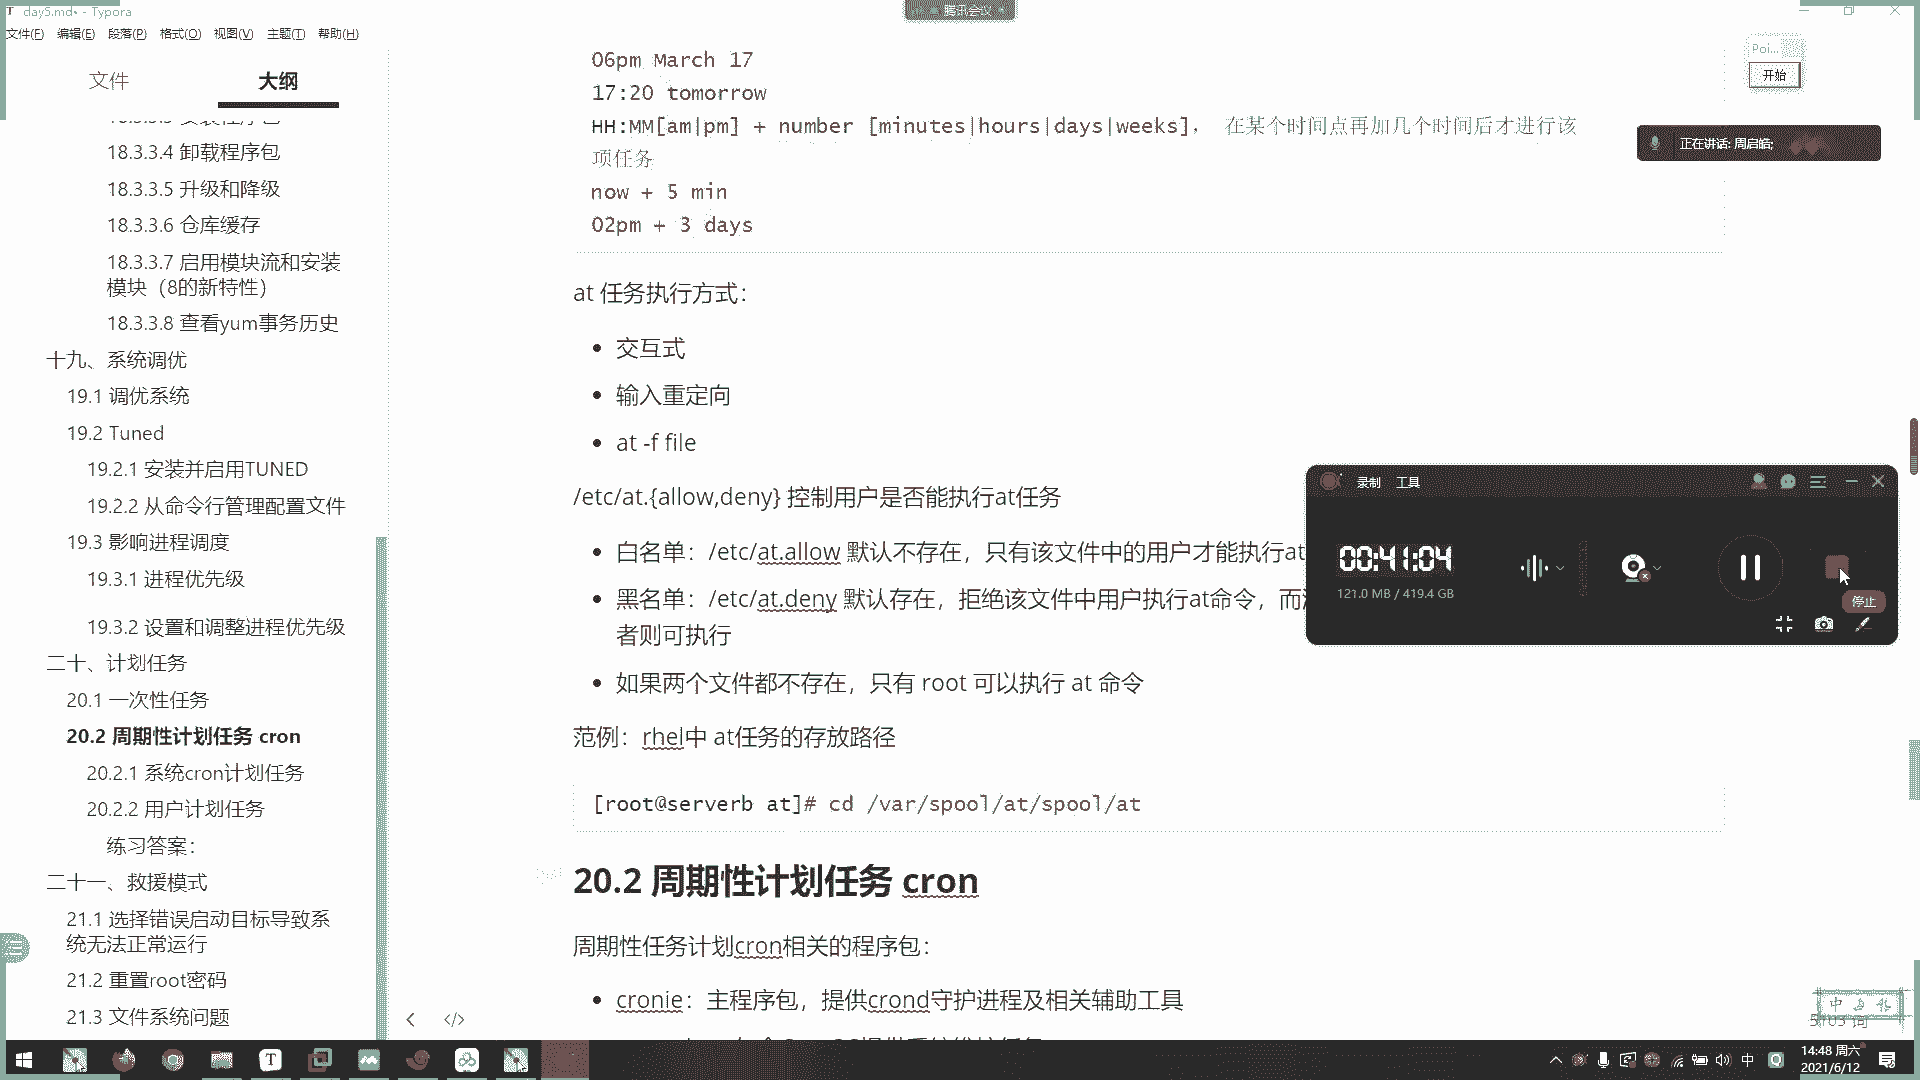 day5.md• - Typora
腾讯会议
文件(F) 编辑(E) 段落(P) 格式(O) 视图(V) 主题(T) 帮助(H)
文件 大纲
18.3.3.4 卸载程序包
18.3.3.5 升级和降级
18.3.3.6 仓库缓存
18.3.3.7 启用模块流和安装
模块（8的新特性）
18.3.3.8 查看yum事务历史
十九、系统调优
19.1 调优系统
19.2 Tuned
19.2.1 安装并启用TUNED
19.2.2 从命令行管理配置文件
19.3 影响进程调度
19.3.1 进程优先级
19.3.2 设置和调整进程优先级
二十、计划任务
20.1 一次性任务
20.2 周期性计划任务 cron
20.2.1 系统cron计划任务
20.2.2 用户计划任务
练习答案：
二十一、救援模式
21.1 选择错误启动目标导致系
统无法正常运行
21.2 重置root密码
21.3 文件系统问题
06pm March 17
17:20 tomorrow
HH:MM[am|pm] + number [minutes|hours|days|weeks]， 在某个时间点再加几个时间后才进行该
项任务
now + 5 min
02pm + 3 days
at 任务执行方式：
• 交互式
• 输入重定向
• at -f file
/etc/at.{allow,deny} 控制用户是否能执行at任务
• 白名单：/etc/at.allow 默认不存在，只有该文件中的用户才能执行at
• 黑名单：/etc/at.deny 默认存在，拒绝该文件中用户执行at命令，而
者则可执行
• 如果两个文件都不存在，只有 root 可以执行 at 命令
范例：rhel中 at任务的存放路径
[root@serverb at]# cd /var/spool/at/spool/at
20.2 周期性计划任务 cron
周期性任务计划cron相关的程序包：
• cronie：主程序包，提供crond守护进程及相关辅助工具
Poi...
开始
正在讲话: 周启皓;
录制 工具
00:41:04
121.0 MB / 419.4 GB
停止
中
14:48 周六
2021/6/12